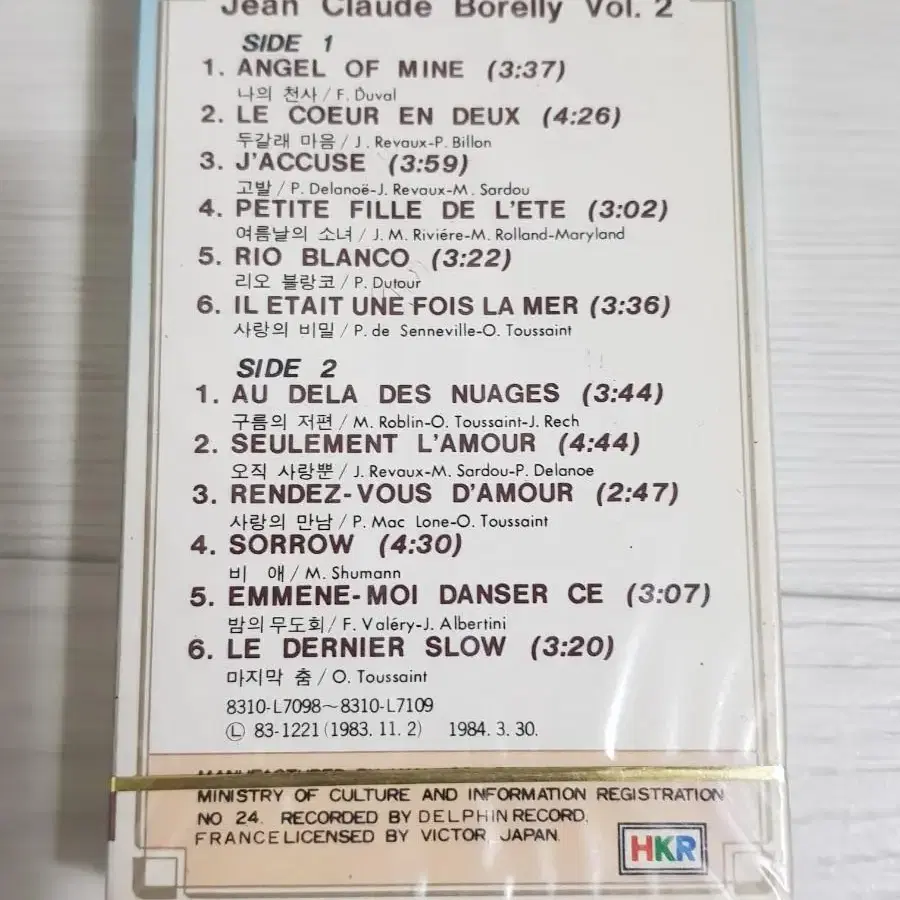 Jean Claude Borelly Vol. 2
SIDE 1
1. ANGEL OF MINE (3:37)
나의 천사 / F. Duval
2. LE COEUR EN DEUX (4:26)
두갈래 마음 / J. Revaux-P. Billon
3. J'ACCUSE (3:59)
고발 / P. Delanoë-J. Revaux-M. Sardou
4. PETITE FILLE DE L'ETE (3:02)
여름날의 소녀 / J. M. Riviére-M. Rolland-Maryland
5. RIO BLANCO (3:22)
리오 블랑코 / P. Dutour
6. IL ETAIT UNE FOIS LA MER (3:36)
사랑의 비밀 / P. de Senneville-O. Toussaint
SIDE 2
1. AU DELA DES NUAGES (3:44)
구름의 저편 / M. Roblin-O. Toussaint-J. Rech
2. SEULEMENT L'AMOUR (4:44)
오직 사랑뿐 / J. Revaux-M. Sardou-P. Delanoe
3. RENDEZ-VOUS D'AMOUR (2:47)
사랑의 만남 / P. Mac Lone-O. Toussaint
4. SORROW (4:30)
비 애 / M. Shumann
5. EMMENE-MOI DANSER CE (3:07)
밤의 무도회 / F. Valéry-J. Albertini
6. LE DERNIER SLOW (3:20)
마지막 춤 / O. Toussaint
8310-L7098~8310-L7109
Ⓛ 83-1221 (1983. 11. 2) 1984. 3. 30.
MANUFACTURED
MINISTRY OF CULTURE AND INFORMATION REGISTRATION
NO 24. RECORDED BY DELPHIN RECORD.
FRANCE LICENSED BY VICTOR JAPAN.
HKR